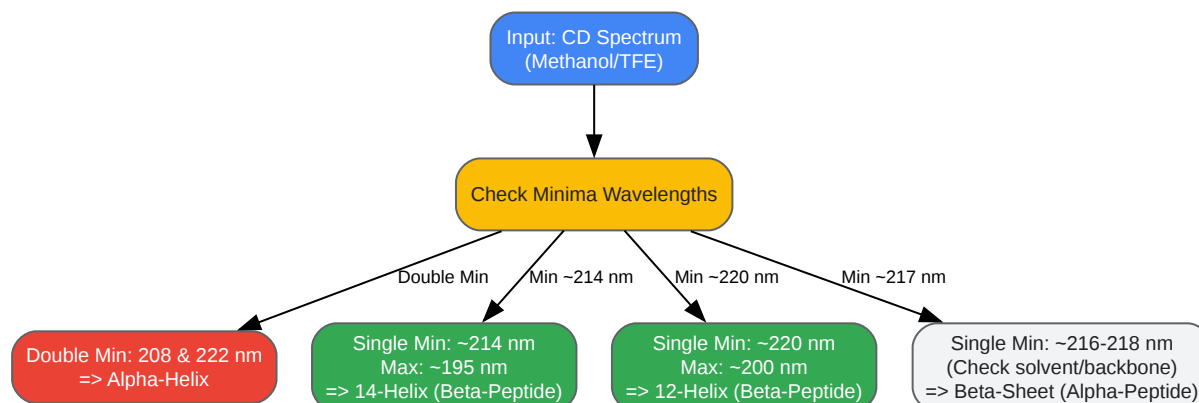 Input: CD Spectrum
(Methanol/TFE)
Check Minima Wavelengths
Double Min
Min ~214 nm
Min ~220 nm
Min ~217 nm
Double Min: 208 & 222 nm
=> Alpha-Helix
Single Min: ~214 nm
Max: ~195 nm
=> 14-Helix (Beta-Peptide)
Single Min: ~220 nm
Max: ~200 nm
=> 12-Helix (Beta-Peptide)
Single Min: ~216-218 nm
(Check solvent/backbone)
=> Beta-Sheet (Alpha-Peptide)